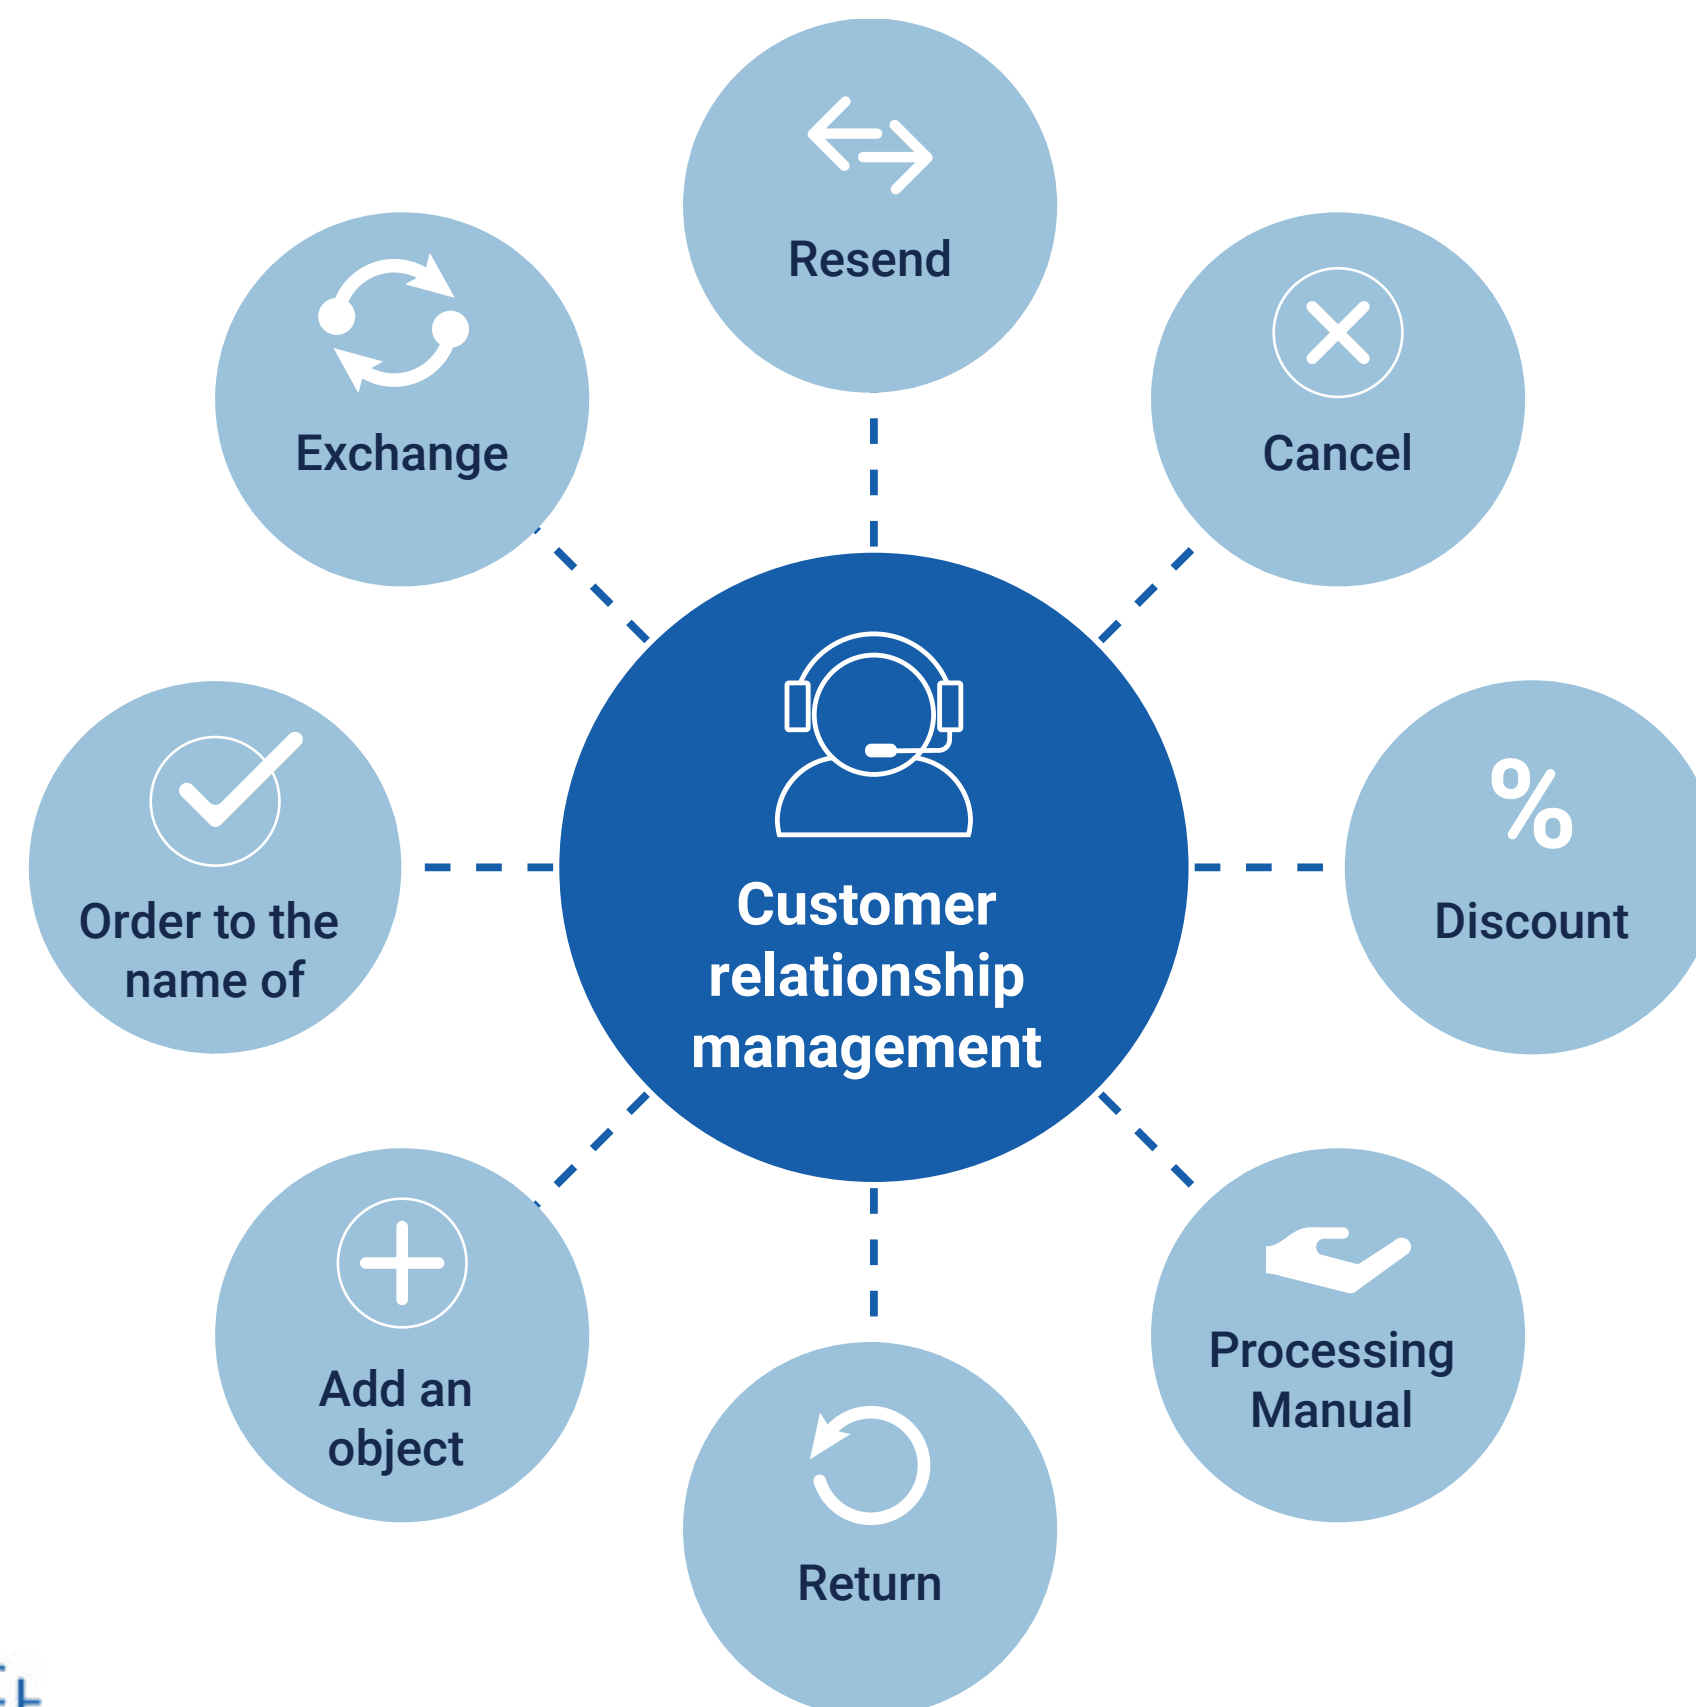 Resend
Exchange
Cancel
Customer
relationship
management
Order to the
name of
%
Discount
Add an
object
Processing
Manual
Return